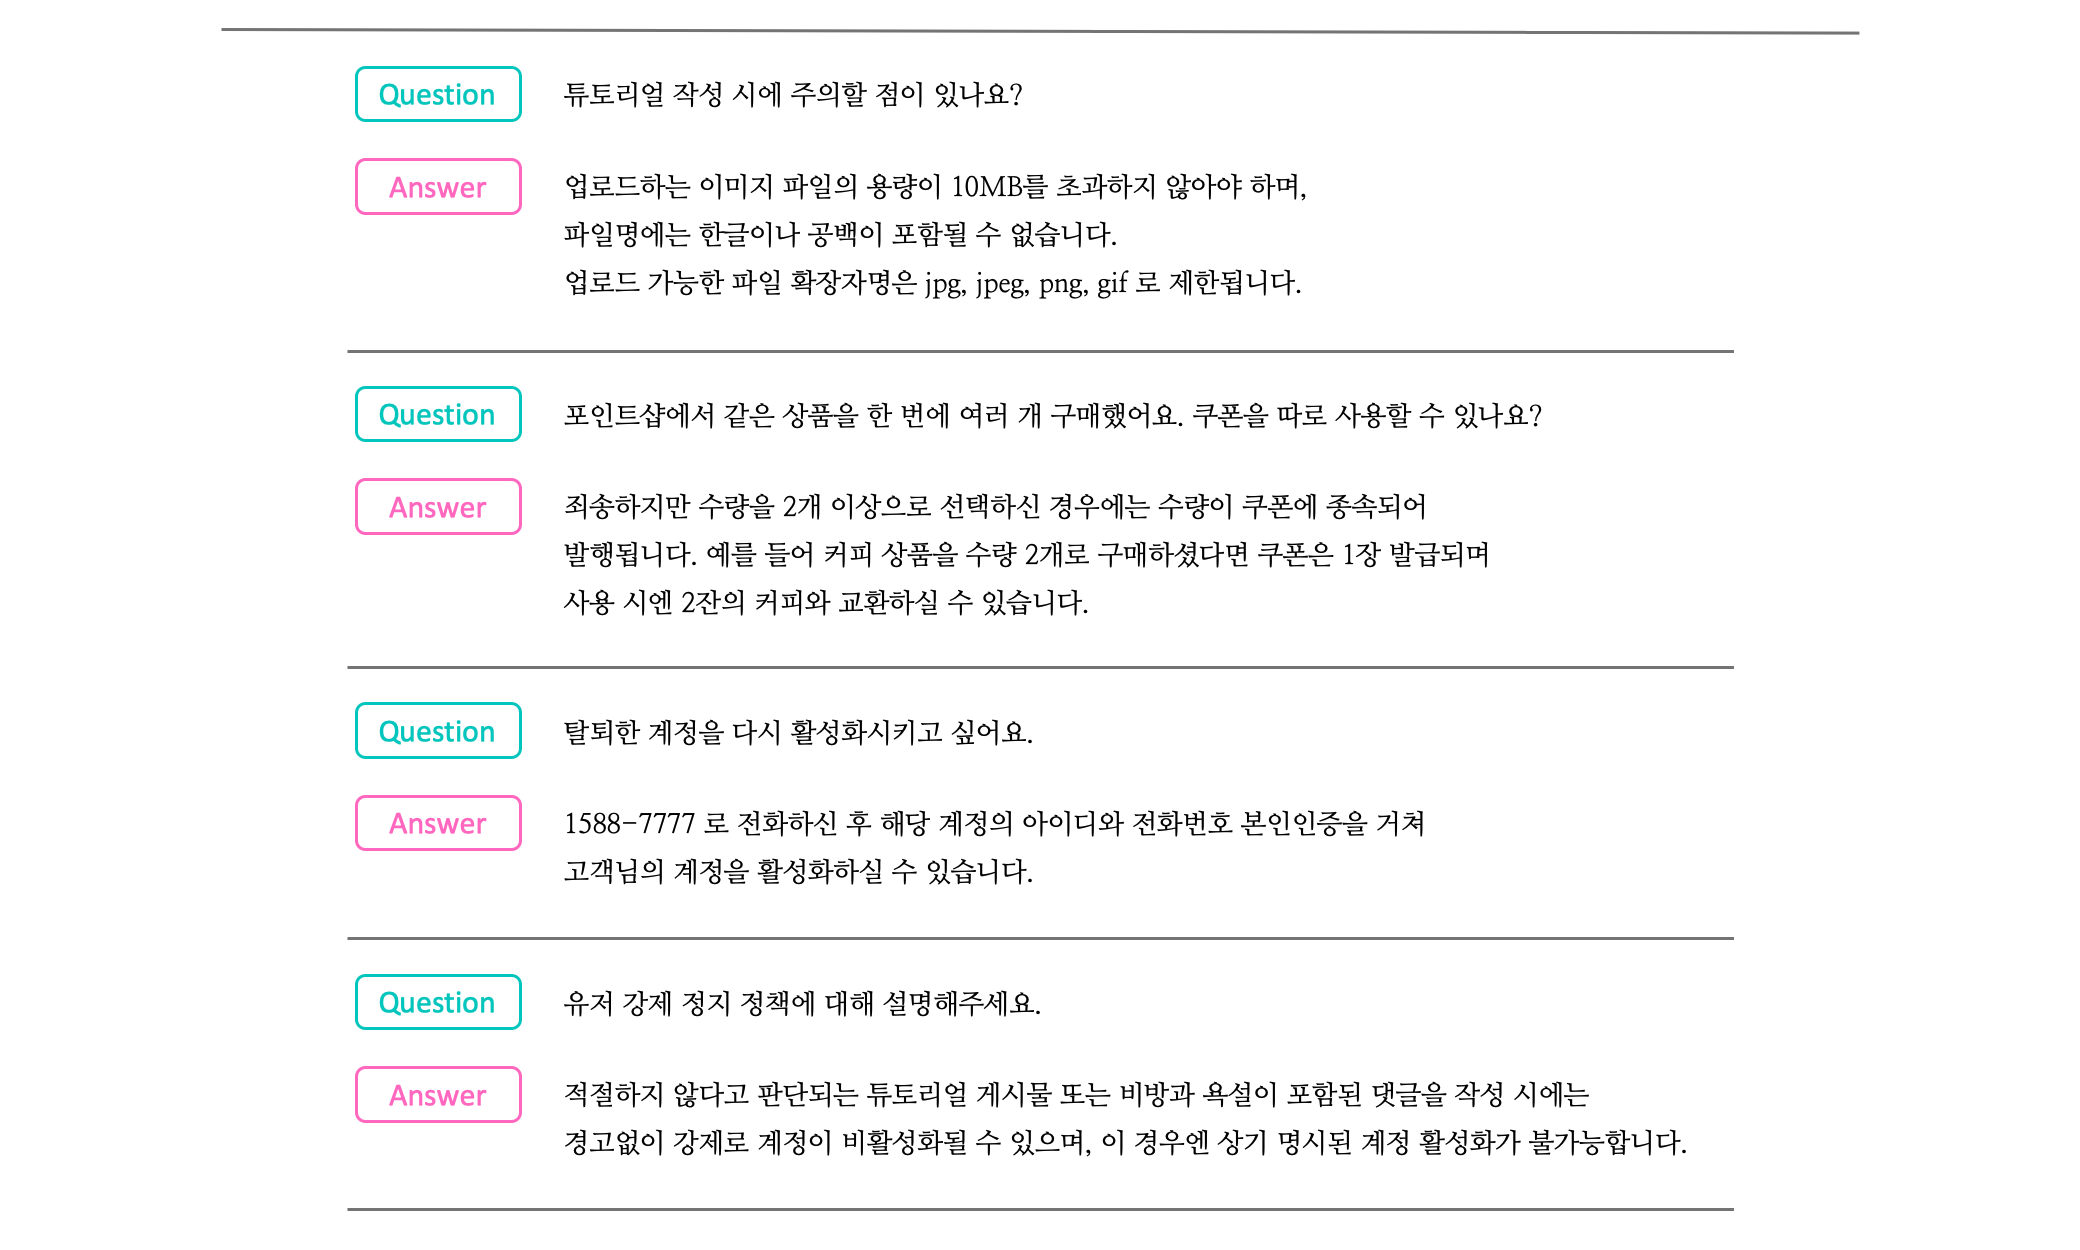 Question
튜토리얼 작성 시에 주의할 점이 있나요?
Answer
업로드하는 이미지 파일의 용량이 10MB를 초과하지 않아야 하며,
파일명에는 한글이나 공백이 포함될 수 없습니다.
업로드 가능한 파일 확장자명은 jpg, jpeg, png, gif 로 제한됩니다.
Question
포인트샵에서 같은 상품을 한 번에 여러 개 구매했어요. 쿠폰을 따로 사용할 수 있나요?
Answer
죄송하지만 수량을 2개 이상으로 선택하신 경우에는 수량이 쿠폰에 종속되어
발행됩니다. 예를 들어 커피 상품을 수량 2개로 구매하셨다면 쿠폰은 1장 발급되며
사용 시엔 2잔의 커피와 교환하실 수 있습니다.
Question
탈퇴한 계정을 다시 활성화시키고 싶어요.
Answer
1588-7777 로 전화하신 후 해당 계정의 아이디와 전화번호 본인인증을 거쳐
고객님의 계정을 활성화하실 수 있습니다.
Question
유저 강제 정지 정책에 대해 설명해주세요.
Answer
적절하지 않다고 판단되는 튜토리얼 게시물 또는 비방과 욕설이 포함된 댓글을 작성 시에는
경고없이 강제로 계정이 비활성화될 수 있으며, 이 경우엔 상기 명시된 계정 활성화가 불가능합니다.